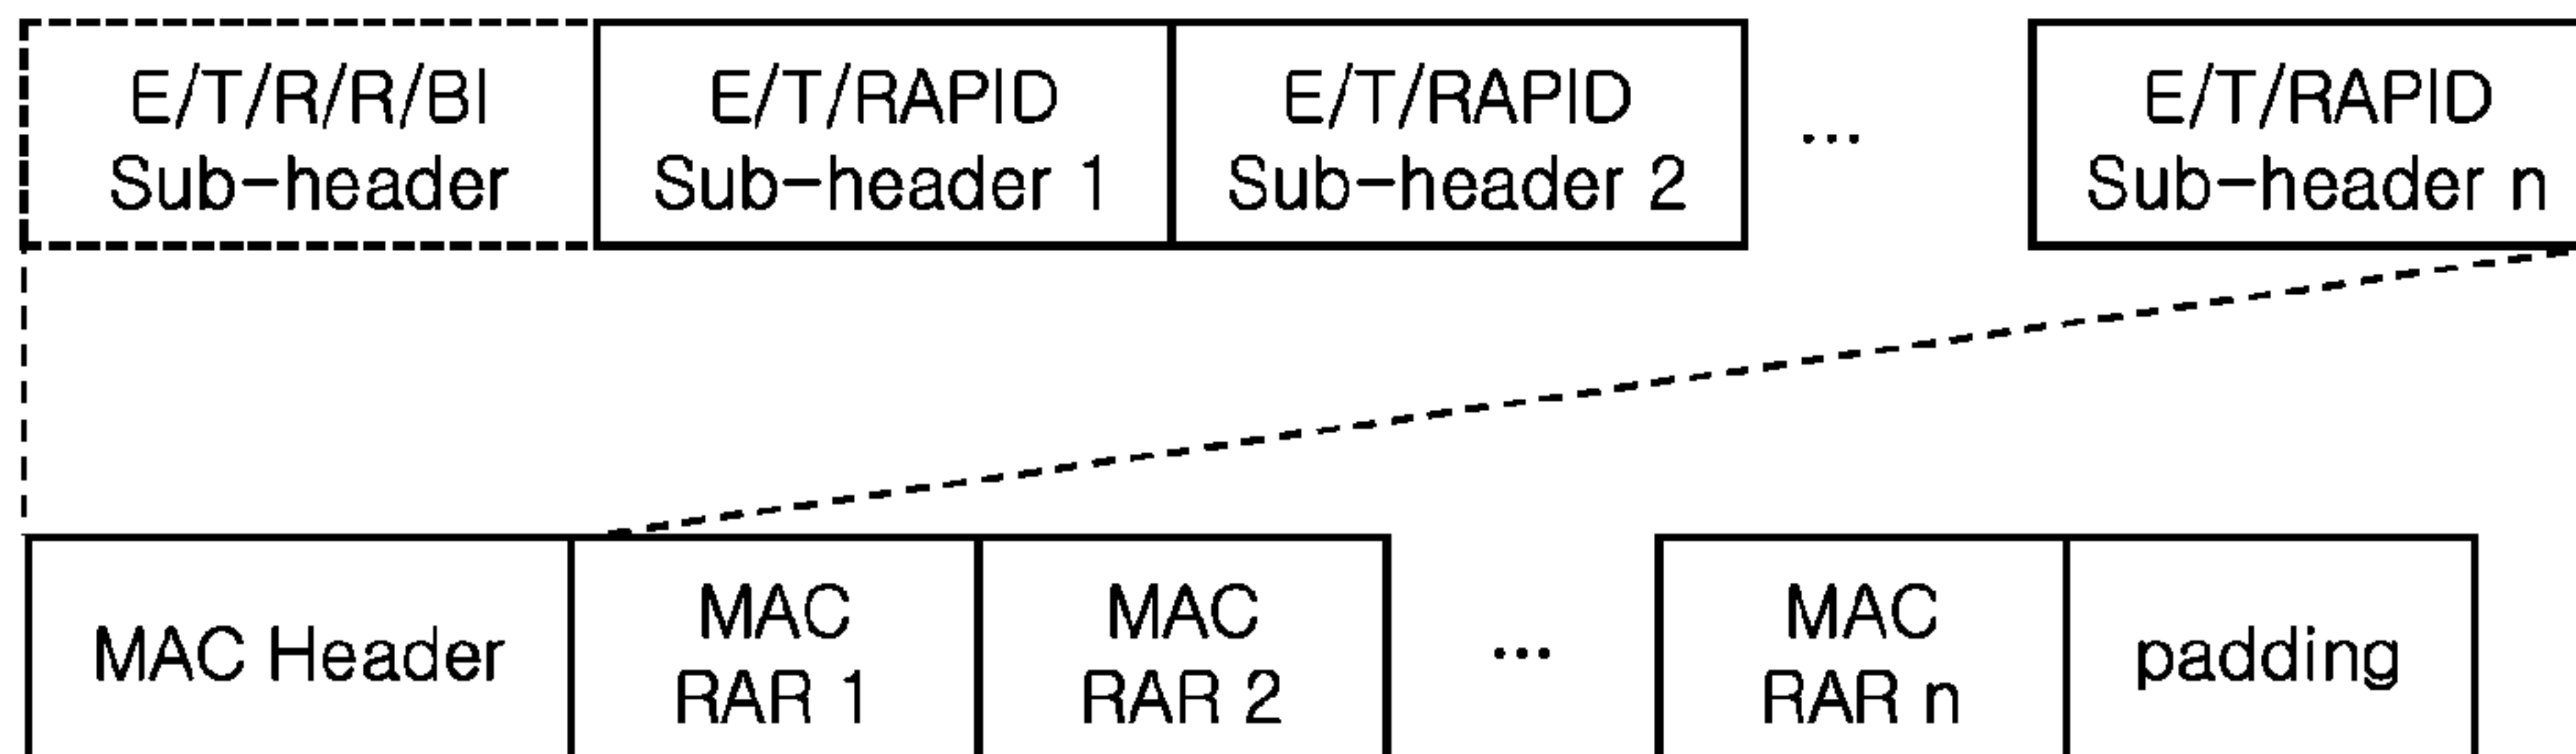 E/T/R/R/BI
Sub-header
E/T/RAPID
Sub-header 1
E/T/RAPID
Sub-header 2
...
E/T/RAPID
Sub-header n
MAC Header
MAC
RAR 1
MAC
RAR 2
...
MAC
RAR n
padding